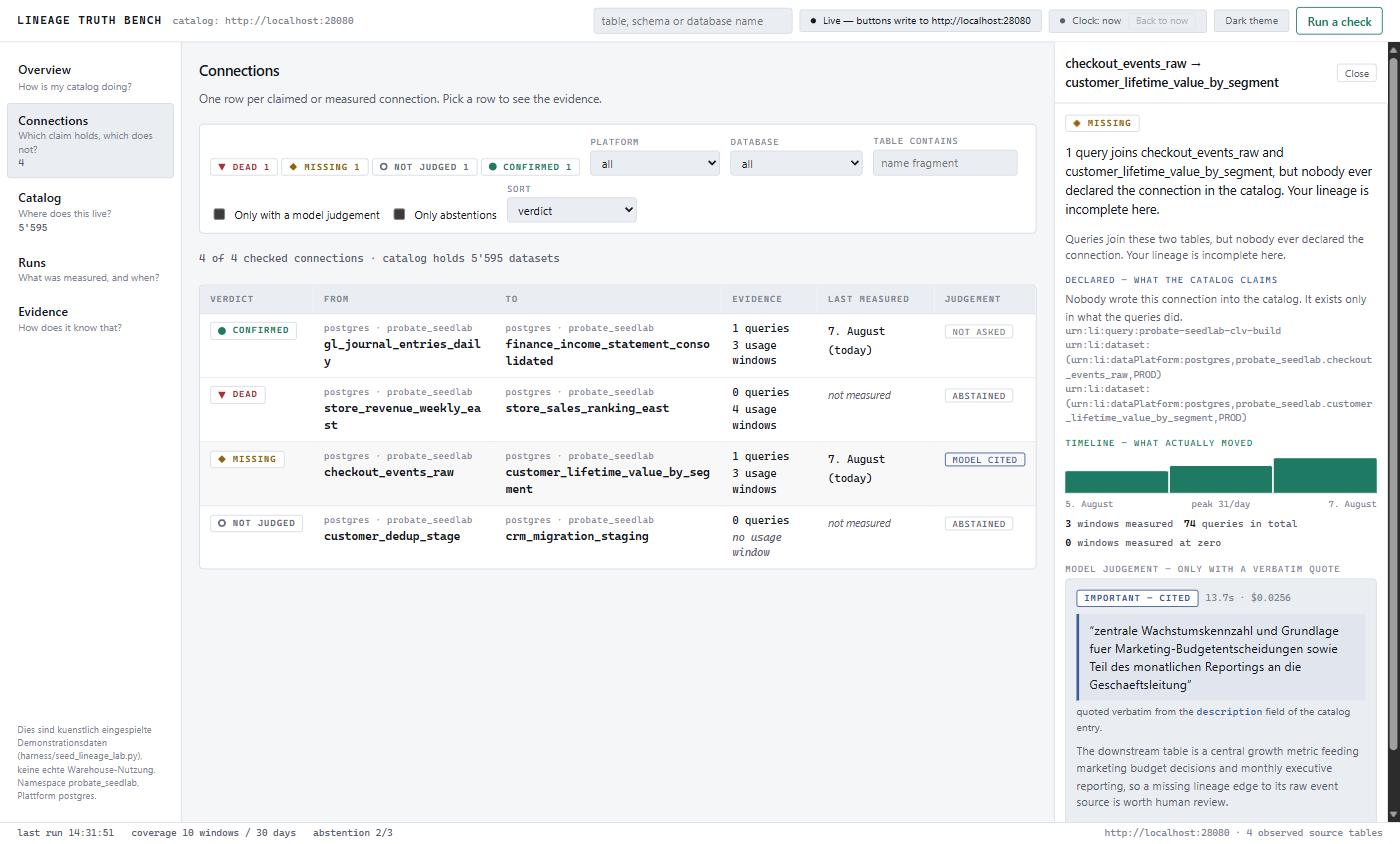 LINEAGE TRUTH BENCH catalog: http://localhost:28080
table, schema or database name
Live — buttons write to http://localhost:28080
Clock: now Back to now
Dark theme
Run a check
Overview
How is my catalog doing?
Connections
Which claim holds, which does
not?
4
Catalog
Where does this live?
5'595
Runs
What was measured, and when?
Evidence
How does it know that?
Dies sind kuenstlich eingespielte
Demonstrationsdaten
(harness/seed_lineage_lab.py),
keine echte Warehouse-Nutzung.
Namespace probate_seedlab,
Plattform postgres.
Connections
One row per claimed or measured connection. Pick a row to see the evidence.
DEAD 1 MISSING 1 NOT JUDGED 1 CONFIRMED 1
PLATFORM
all
DATABASE
all
TABLE CONTAINS
name fragment
Only with a model judgement Only abstentions
SORT
verdict
4 of 4 checked connections · catalog holds 5'595 datasets
VERDICT FROM TO EVIDENCE LAST MEASURED JUDGEMENT
CONFIRMED
postgres · probate_seedlab
gl_journal_entries_dail
y
postgres · probate_seedlab
finance_income_statement_conso
lidated
1 queries
3 usage
windows
7. August
(today)
NOT ASKED
DEAD
postgres · probate_seedlab
store_revenue_weekly_ea
st
postgres · probate_seedlab
store_sales_ranking_east
0 queries
4 usage
windows
not measured
ABSTAINED
MISSING
postgres · probate_seedlab
checkout_events_raw
postgres · probate_seedlab
customer_lifetime_value_by_seg
ment
1 queries
3 usage
windows
7. August
(today)
MODEL CITED
NOT JUDGED
postgres · probate_seedlab
customer_dedup_stage
postgres · probate_seedlab
crm_migration_staging
0 queries
no usage
window
not measured
ABSTAINED
checkout_events_raw →
customer_lifetime_value_by_segment
Close
MISSING
1 query joins checkout_events_raw and
customer_lifetime_value_by_segment, but nobody ever
declared the connection in the catalog. Your lineage is
incomplete here.
Queries join these two tables, but nobody ever declared the
connection. Your lineage is incomplete here.
DECLARED — WHAT THE CATALOG CLAIMS
Nobody wrote this connection into the catalog. It exists only
in what the queries did.
urn:li:query:probate-seedlab-clv-build
urn:li:dataset:
(urn:li:dataPlatform:postgres,probate_seedlab.checkout
_events_raw,PROD)
urn:li:dataset:
(urn:li:dataPlatform:postgres,probate_seedlab.customer
_lifetime_value_by_segment,PROD)
TIMELINE — WHAT ACTUALLY MOVED
5. August peak 31/day 7. August
3 windows measured 74 queries in total
0 windows measured at zero
MODEL JUDGEMENT — ONLY WITH A VERBATIM QUOTE
IMPORTANT — CITED 13.7s · $0.0256
“zentrale Wachstumskennzahl und Grundlage
fuer Marketing-Budgetentscheidungen sowie
Teil des monatlichen Reportings an die
Geschaeftsleitung”
quoted verbatim from the description field of the catalog
entry.
The downstream table is a central growth metric feeding
marketing budget decisions and monthly executive
reporting, so a missing lineage edge to its raw event
source is worth human review.
last run 14:31:51 coverage 10 windows / 30 days abstention 2/3
http://localhost:28080 · 4 observed source tables